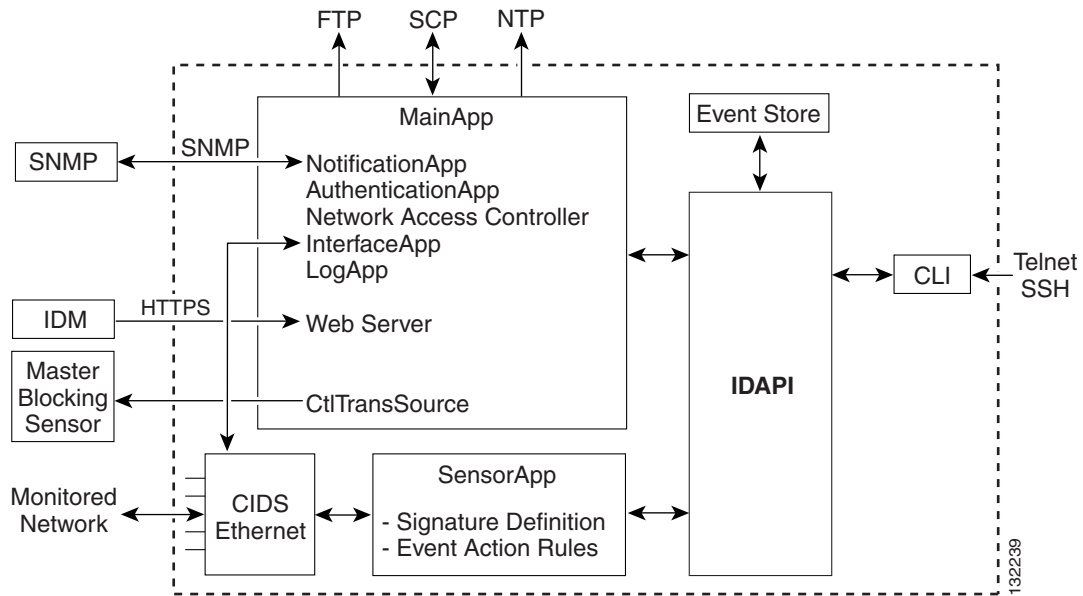 FTP
SCP
NTP
MainApp
SNMP
SNMP
NotificationApp
AuthenticationApp
Network Access Controller
InterfaceApp
LogApp
IDM
HTTPS
Web Server
Master
Blocking
Sensor
CtlTransSource
Event Store
IDAPI
CLI
Telnet
SSH
Monitored
Network
CIDS
Ethernet
SensorApp
- Signature Definition
- Event Action Rules
132239